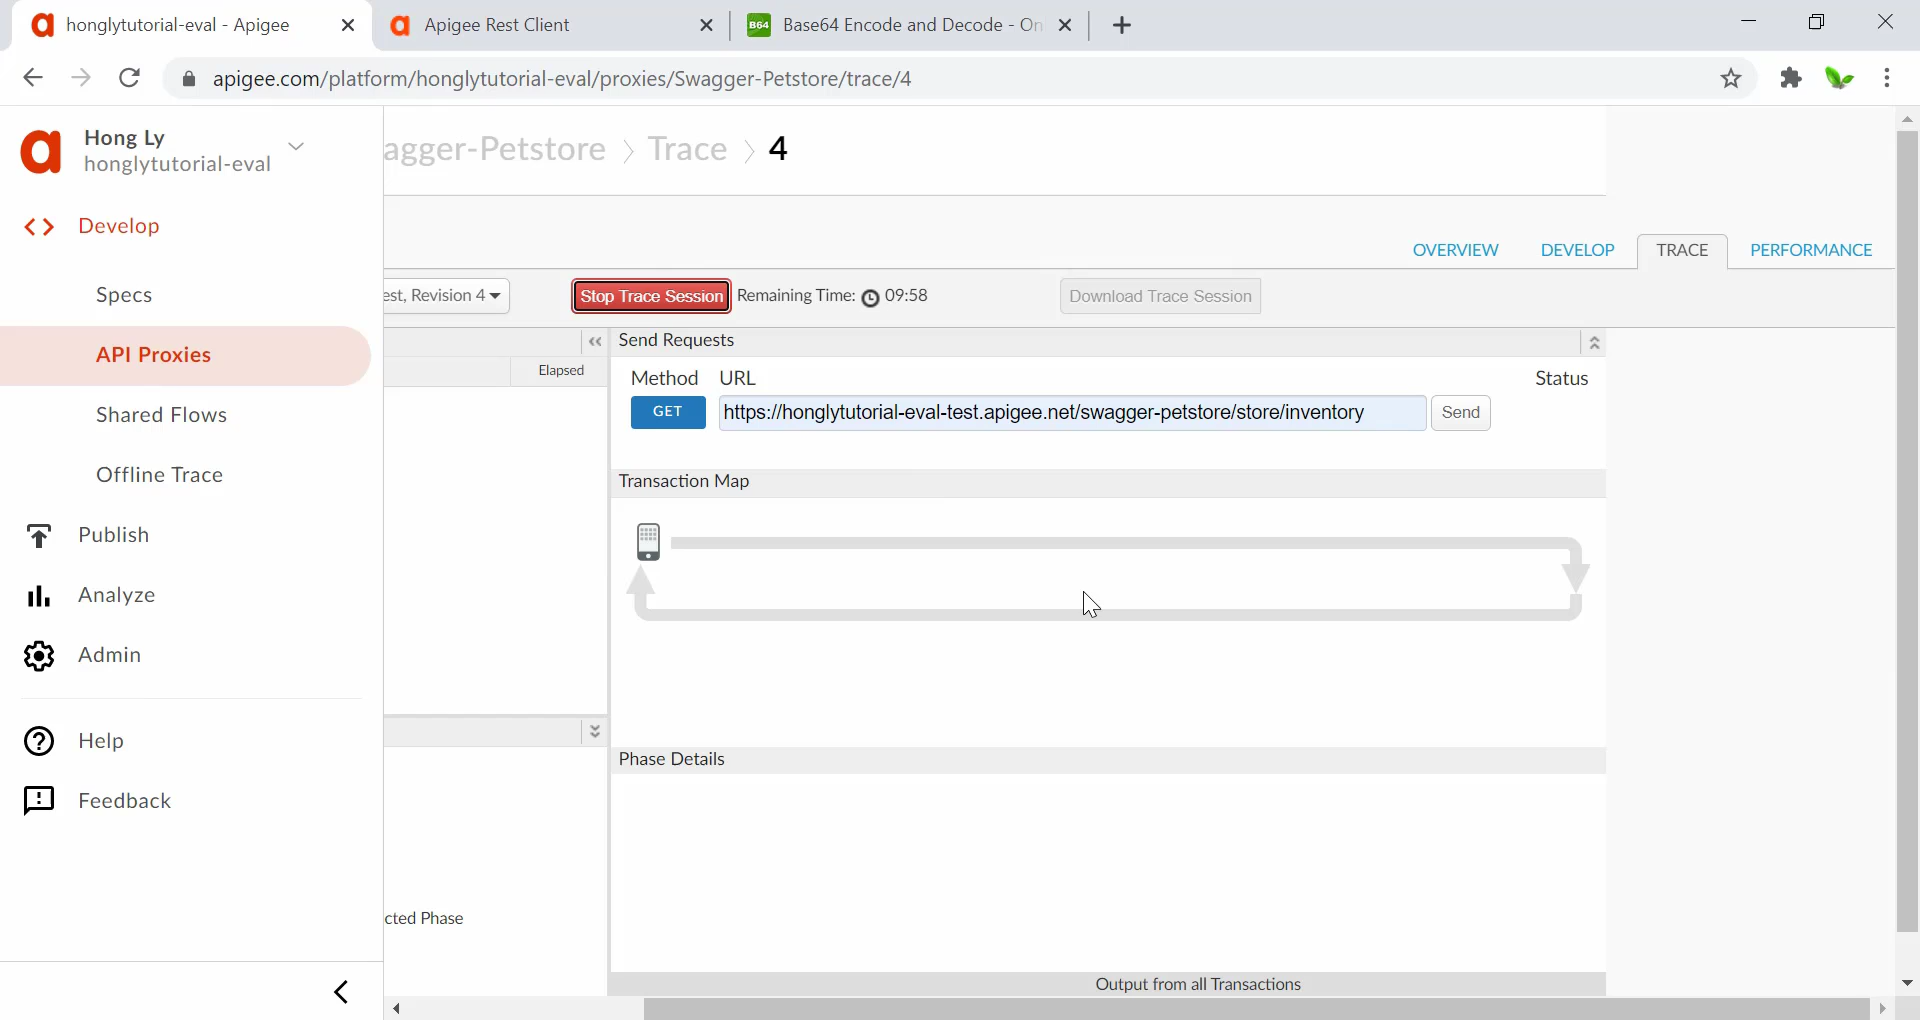 honglytutorial-eval - Apigee
Apigee Rest Client
B64
Base64 Encode and Decode - On
apigee.com/platform/honglytutorial-eval/proxies/Swagger-Petstore/trace/4
Hong Ly
honglytutorial-eval
agger-Petstore > Trace > 4
Develop
OVERVIEW
DEVELOP
TRACE
PERFORMANCE
Specs
est, Revision 4
Stop Trace Session
Remaining Time: 09:58
Download Trace Session
Send Requests
API Proxies
Elapsed
Method
URL
Status
GET
https://honglytutorial-eval-test.apigee.net/swagger-petstore/store/inventory
Send
Shared Flows
Offline Trace
Transaction Map
Publish
Analyze
Admin
Help
Phase Details
Feedback
cted Phase
Output from all Transactions